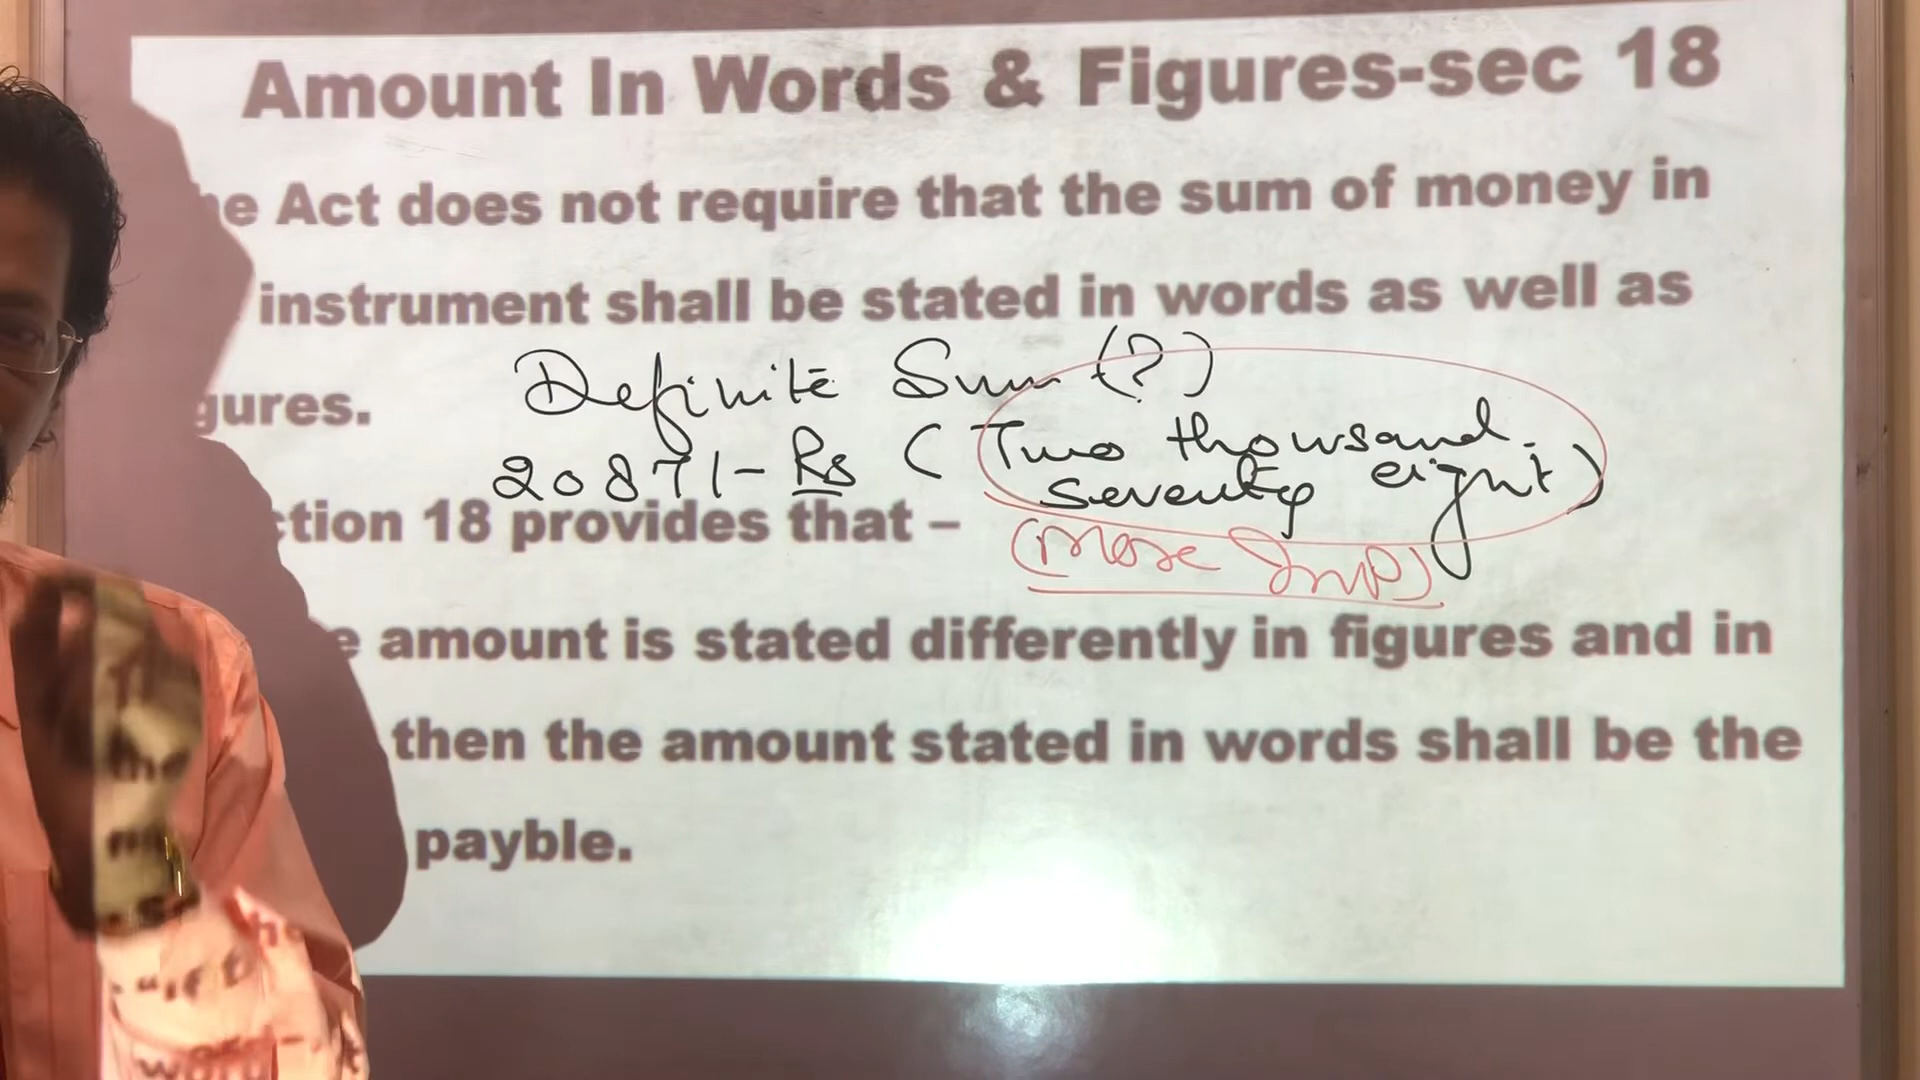 Amount In Words & Figures-sec 18
Act does not require that the sum of money in
instrument shall be stated in words as well as
Definite Sum (?)
gures.
20871- Rs (Two thousand
seventy eight)
ction 18 provides that –
(More Imp)
e amount is stated differently in figures and in
then the amount stated in words shall be the
payble.
"if th